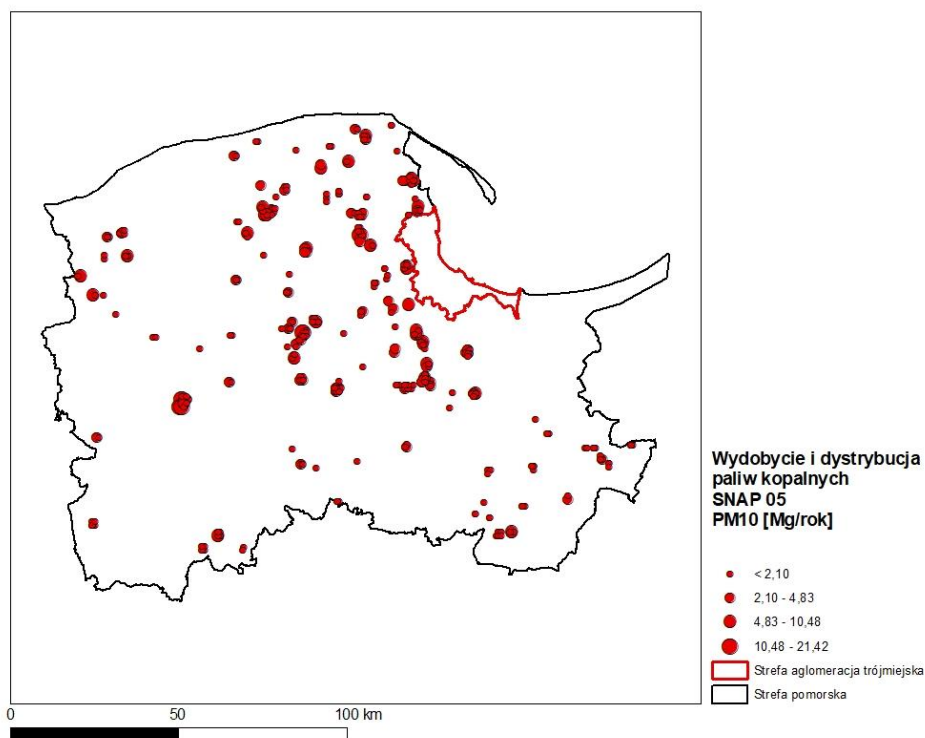 Wydobycie i dystrybucja
paliw kopalnych
SNAP 05
PM10 [Mg/rok]
< 2,10
2,10 - 4,83
4,83 - 10,48
10,48 - 21,42
Strefa aglomeracja trójmiejska
Strefa pomorska
0 50 100 km